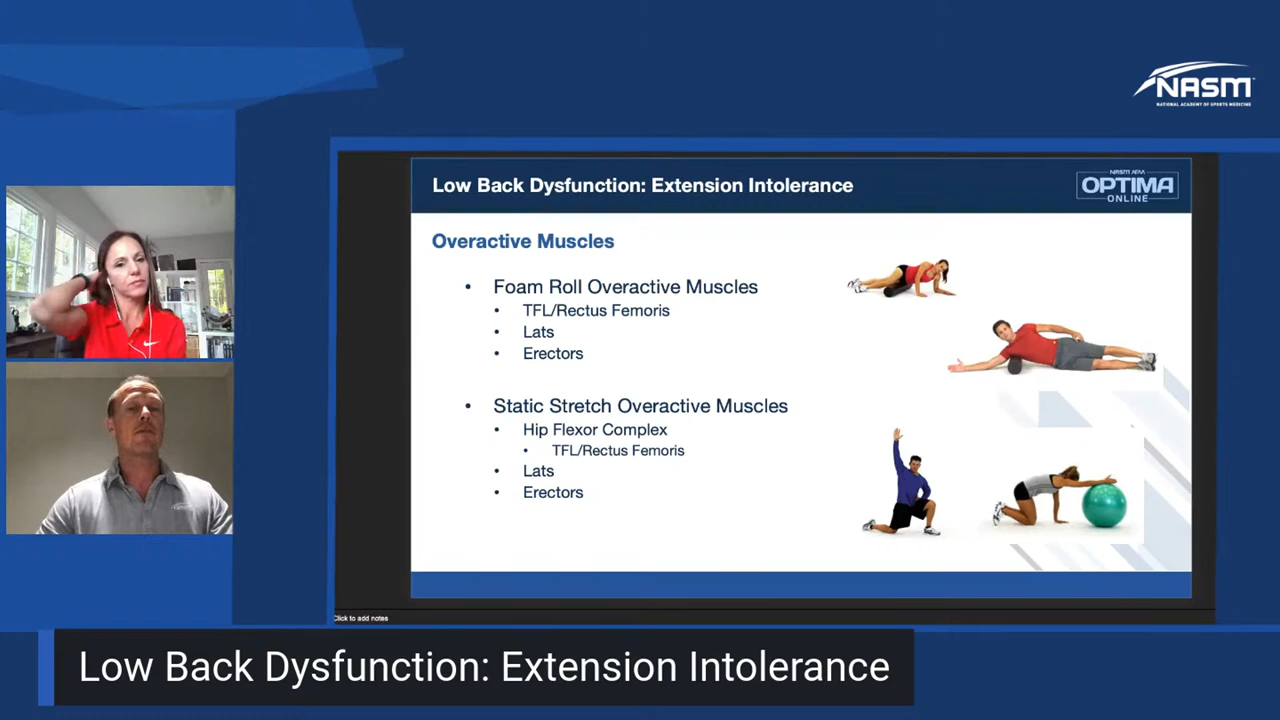 NASM
NATIONAL ACADEMY OF SPORTS MEDICINE
Low Back Dysfunction: Extension Intolerance
NASM AFAA
OPTIMA
ONLINE
Overactive Muscles
• Foam Roll Overactive Muscles
• TFL/Rectus Femoris
• Lats
• Erectors
• Static Stretch Overactive Muscles
• Hip Flexor Complex
• TFL/Rectus Femoris
• Lats
• Erectors
Click to add notes
Low Back Dysfunction: Extension Intolerance